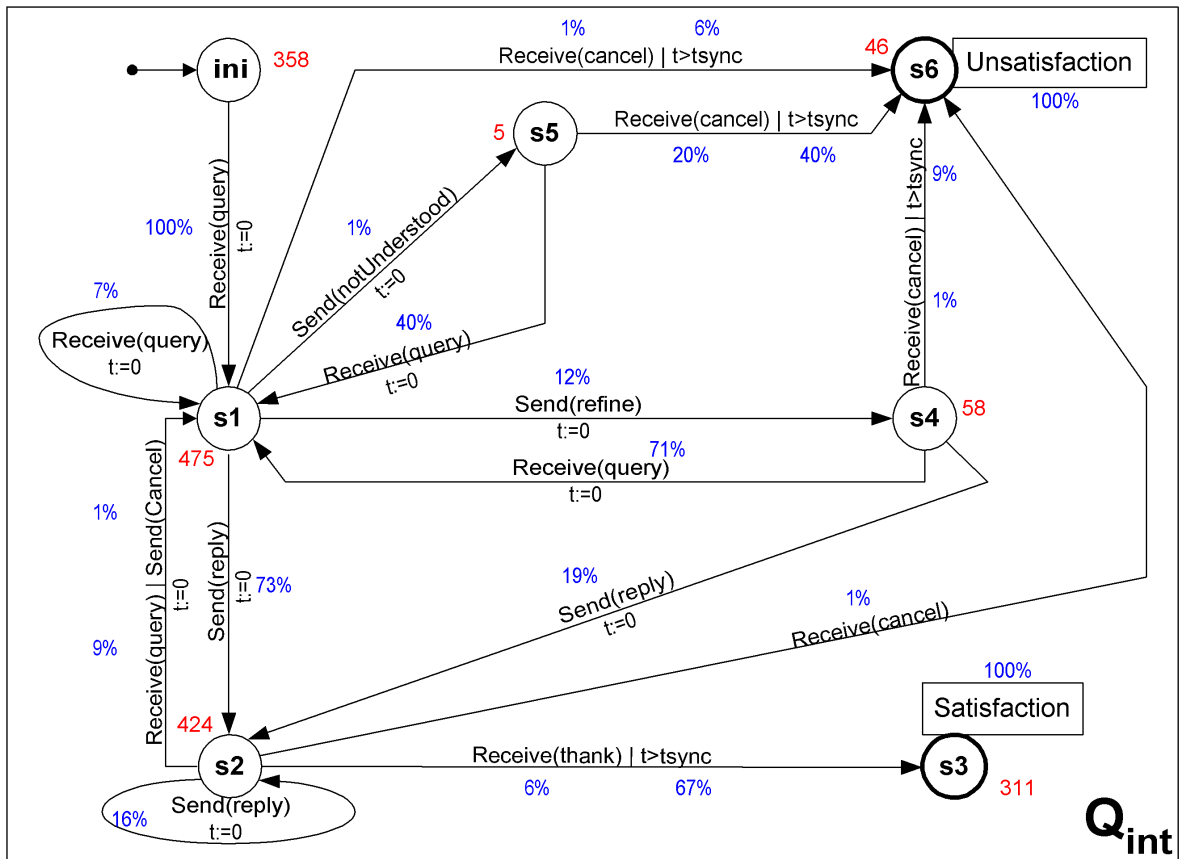 1% 6%
Receive(cancel) | t>tsync
46
s6
Unsatisfaction
100%
ini
358
5
s5
Receive(cancel) | t>tsync
20% 40%
100%
Receive(query)
t:=0
1%
Send(notUnderstood)
t:=0
Receive(cancel) | t>tsync
9%
1%
7%
Receive(query)
t:=0
40%
Receive(query)
t:=0
12%
Send(refine)
t:=0
s1
475
s4
58
71%
Receive(query)
t:=0
1%
9%
Receive(query) | Send(Cancel)
t:=0
Send(reply)
t:=0
73%
19%
Send(reply)
t:=0
1%
Receive(cancel)
100%
Satisfaction
424
s2
Receive(thank) | t>tsync
6% 67%
s3
311
16%
Send(reply)
t:=0
Qint